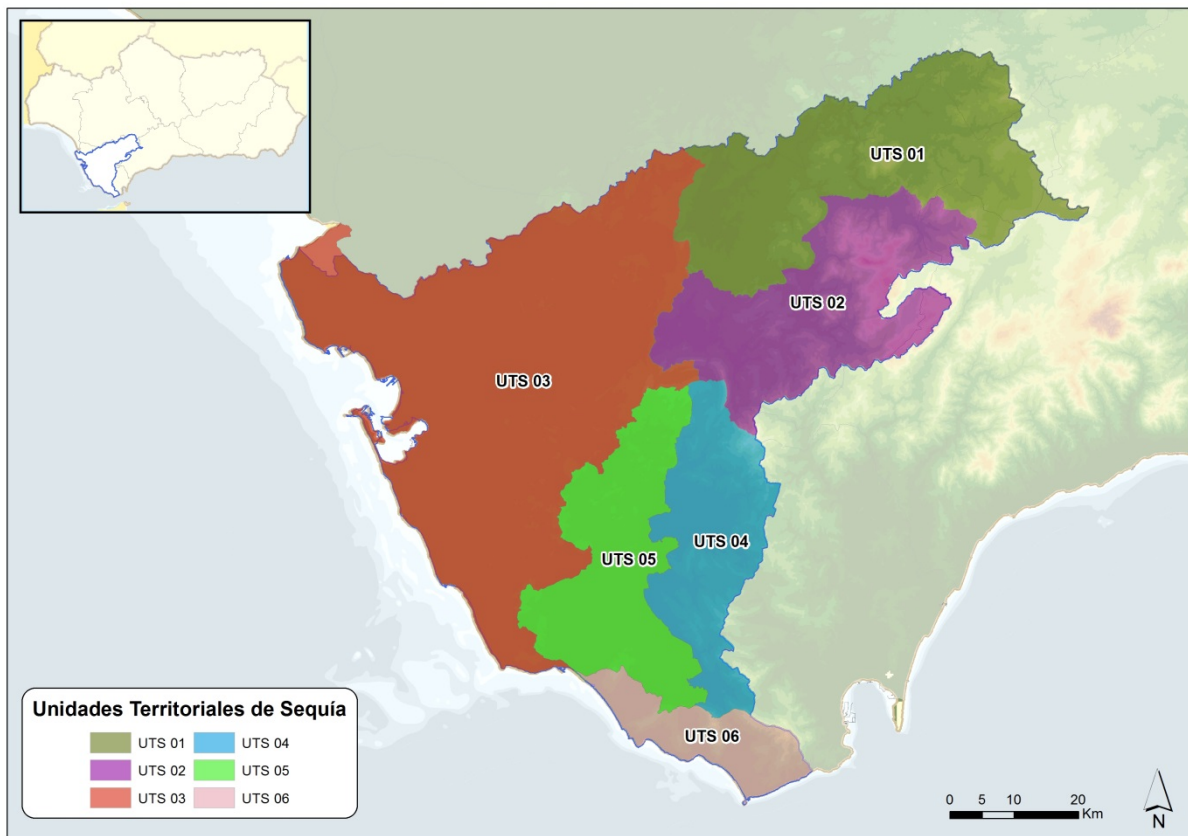 UTS 01
UTS 02
UTS 03
UTS 04
UTS 05
UTS 06
Unidades Territoriales de Sequía
UTS 01 UTS 04
UTS 02 UTS 05
UTS 03 UTS 06
0 5 10 20
Km
N